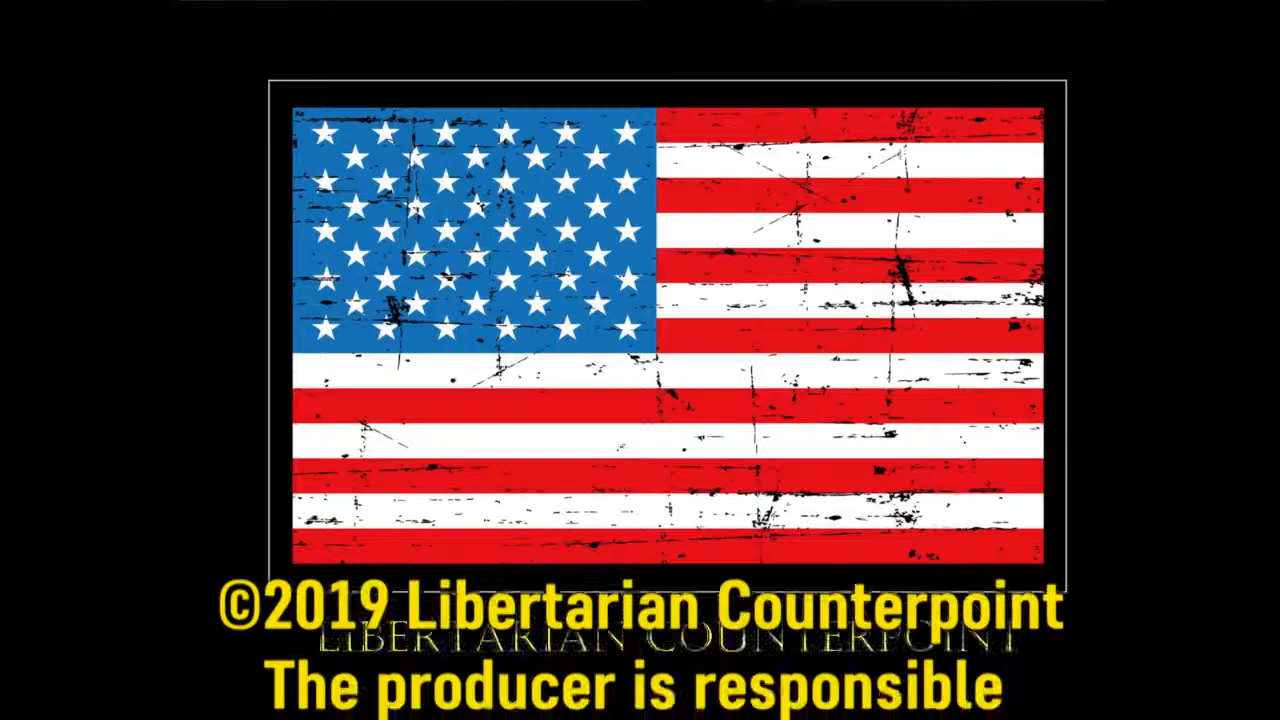 ©2019 Libertarian Counterpoint
LIBERTARIAN COUNTERPOINT
The producer is responsible